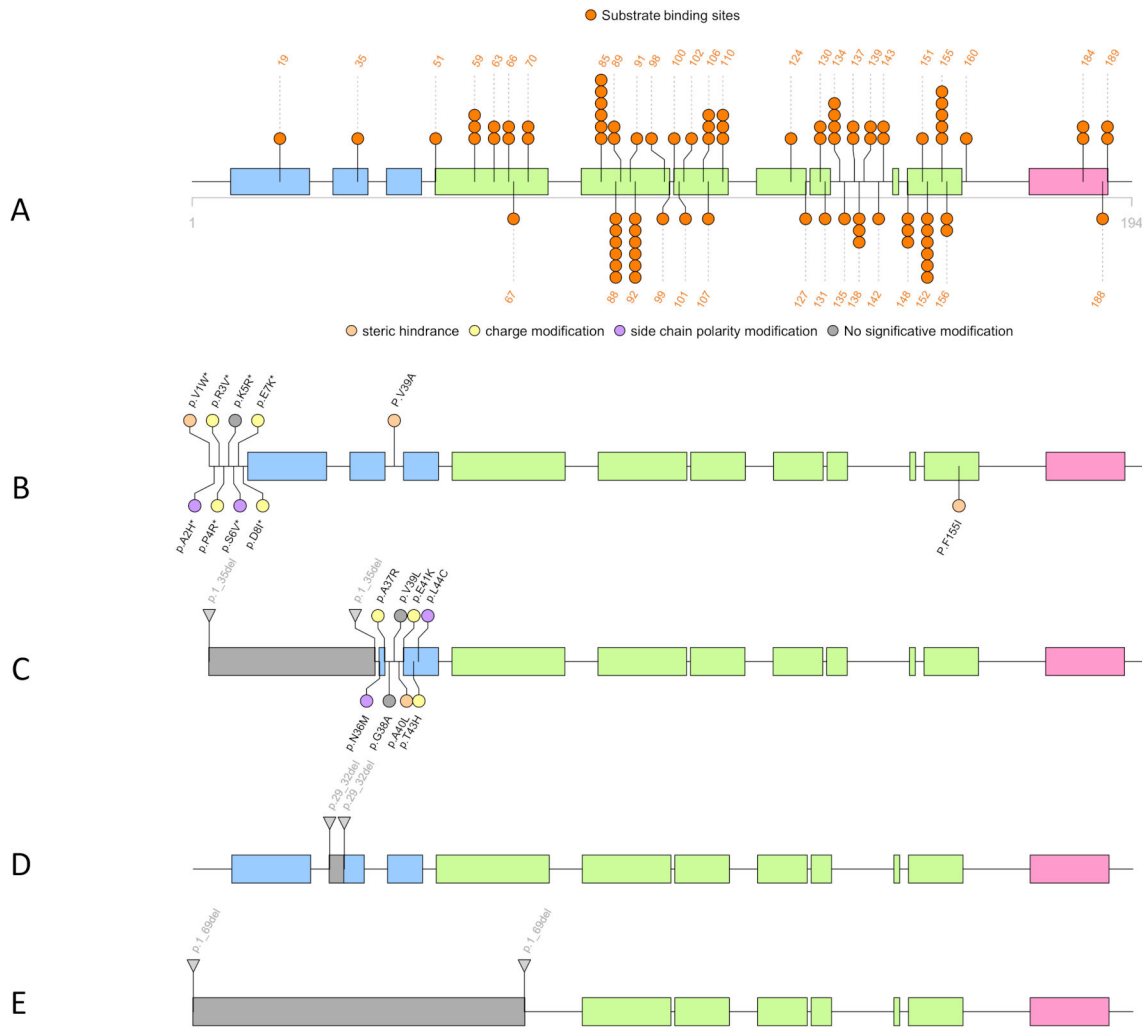 Substrate binding sites
19 35 51 59 63 66 70 85 89 91 98 100 102 106 110 124 130 134 137 139 143 151 155 160 184 189
A
1 194
67 88 92 99 101 107 127 131 135 138 142 148 152 156 188
steric hindrance charge modification side chain polarity modification No significative modification
p.V1W* p.R3V* p.K5R* p.E7K* P.V39A
B
p.A2H* p.P4R* p.S6V* p.D8I* P.F155I
p.1_35del p.1_35del p.A37R p.V39L p.E41K p.L44C
C
p.N36M p.G38A p.A40L p.T43H
p.29_32del p.29_32del
D
p.1_69del p.1_69del
E